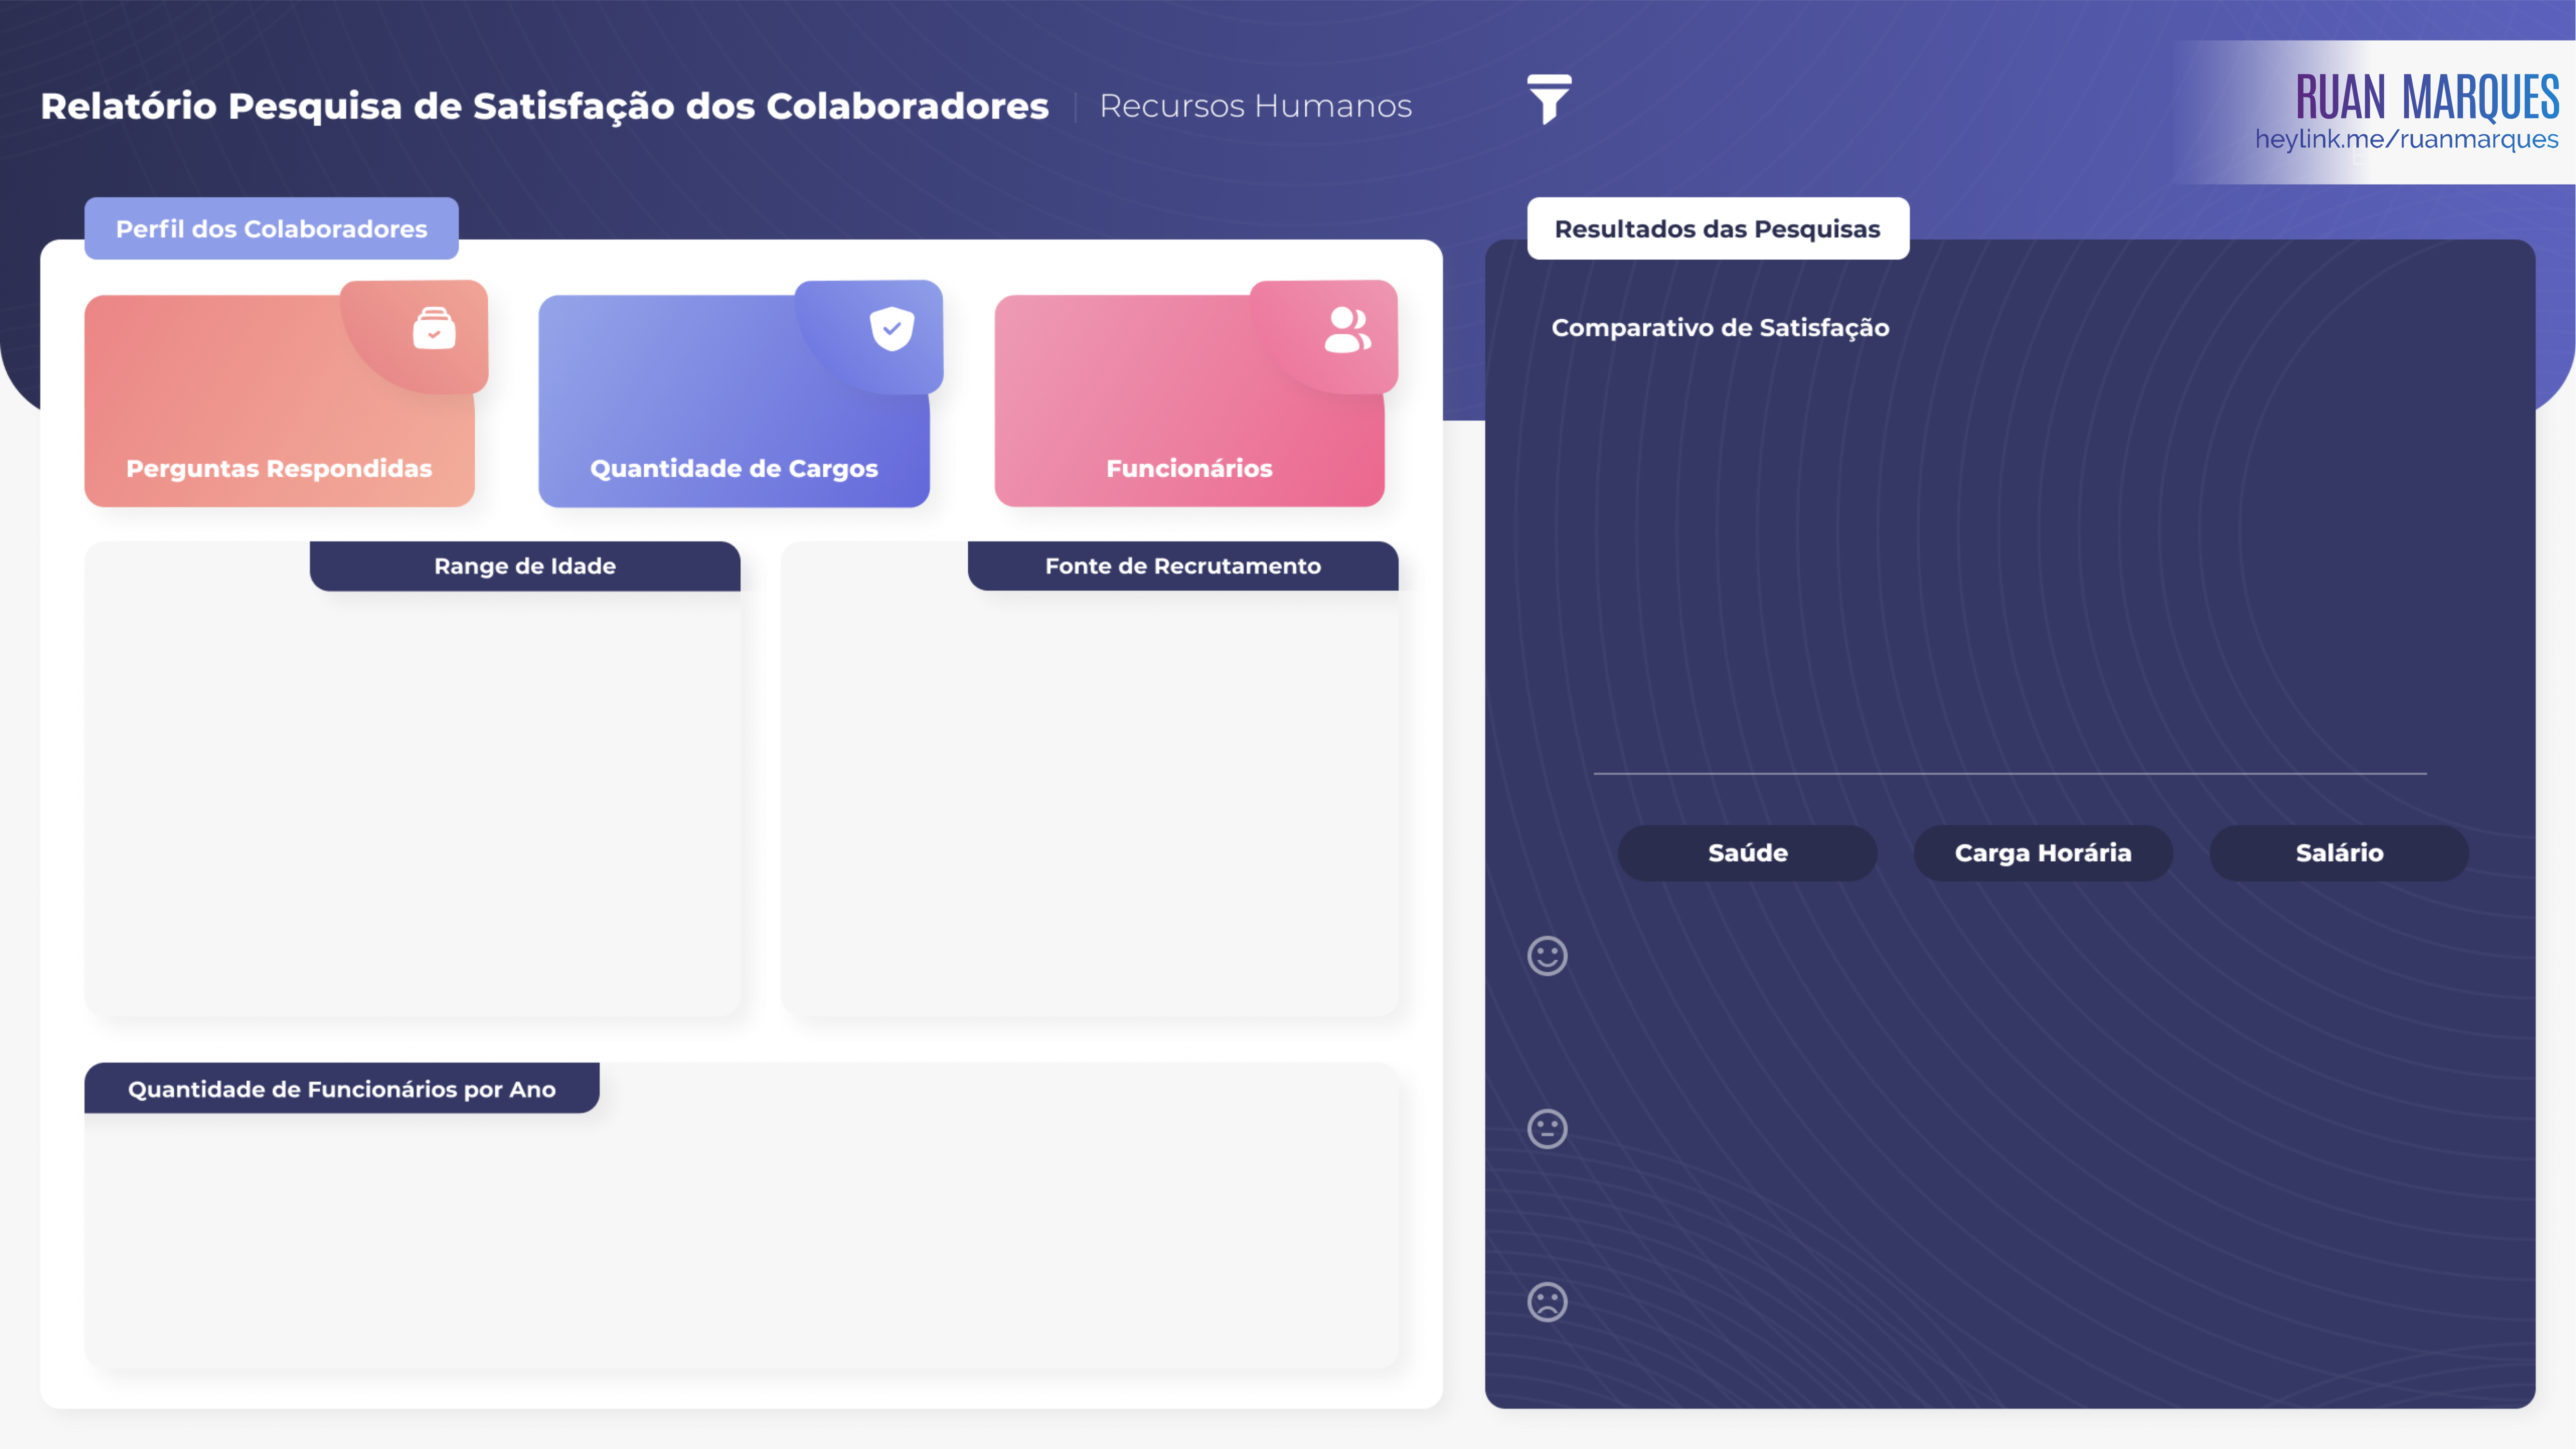 Relatório Pesquisa de Satisfação dos Colaboradores
Recursos Humanos
RUAN MARQUES
heylink.me/ruanmarques
Perfil dos Colaboradores
Perguntas Respondidas
Quantidade de Cargos
Funcionários
Range de Idade
Fonte de Recrutamento
Quantidade de Funcionários por Ano
Resultados das Pesquisas
Comparativo de Satisfação
Saúde
Carga Horária
Salário